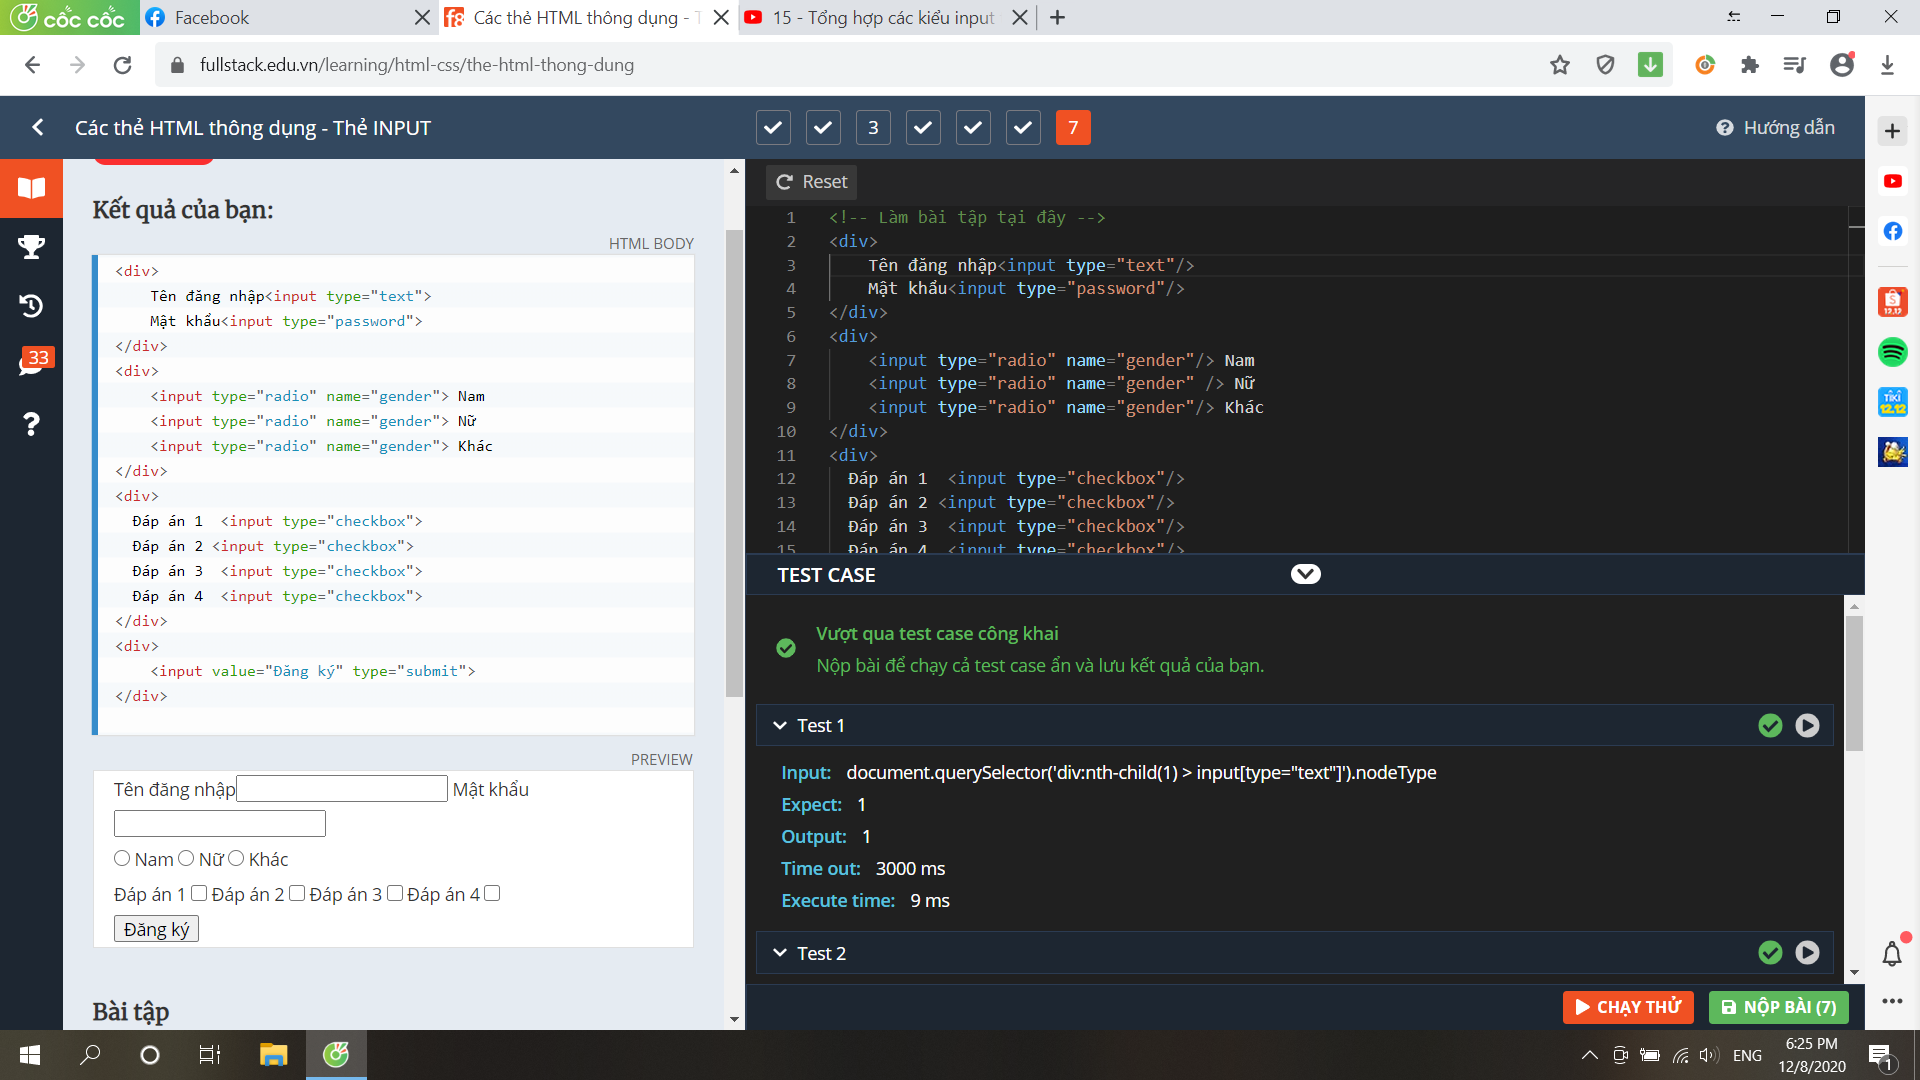 cốc cốc
Facebook
Các thẻ HTML thông dụng - T
15 - Tổng hợp các kiểu input
fullstack.edu.vn/learning/html-css/the-html-thong-dung
Các thẻ HTML thông dụng - Thẻ INPUT
3
7
Hướng dẫn
33
Kết quả của bạn:
HTML BODY
<div>
Tên đăng nhập<input type="text">
Mật khẩu<input type="password">
</div>
<div>
<input type="radio" name="gender"> Nam
<input type="radio" name="gender"> Nữ
<input type="radio" name="gender"> Khác
</div>
<div>
Đáp án 1  <input type="checkbox">
Đáp án 2 <input type="checkbox">
Đáp án 3  <input type="checkbox">
Đáp án 4  <input type="checkbox">
</div>
<div>
<input value="Đăng ký" type="submit">
</div>
PREVIEW
Tên đăng nhập Mật khẩu
Nam Nữ Khác
Đáp án 1 Đáp án 2 Đáp án 3 Đáp án 4
Đăng ký
Bài tập
Reset
1 <!-- Làm bài tập tại đây -->
2 <div>
3 Tên đăng nhập<input type="text"/>
4 Mật khẩu<input type="password"/>
5 </div>
6 <div>
7 <input type="radio" name="gender"/> Nam
8 <input type="radio" name="gender" /> Nữ
9 <input type="radio" name="gender"/> Khác
10 </div>
11 <div>
12 Đáp án 1  <input type="checkbox"/>
13 Đáp án 2 <input type="checkbox"/>
14 Đáp án 3  <input type="checkbox"/>
15 Đáp án 4  <input type="checkbox"/>
TEST CASE
Vượt qua test case công khai
Nộp bài để chạy cả test case ẩn và lưu kết quả của bạn.
Test 1
Input: document.querySelector('div:nth-child(1) > input[type="text"]').nodeType
Expect: 1
Output: 1
Time out: 3000 ms
Execute time: 9 ms
Test 2
CHẠY THỬ
NỘP BÀI (7)
12.12
TIKI
12.12
ENG
6:25 PM
12/8/2020
1